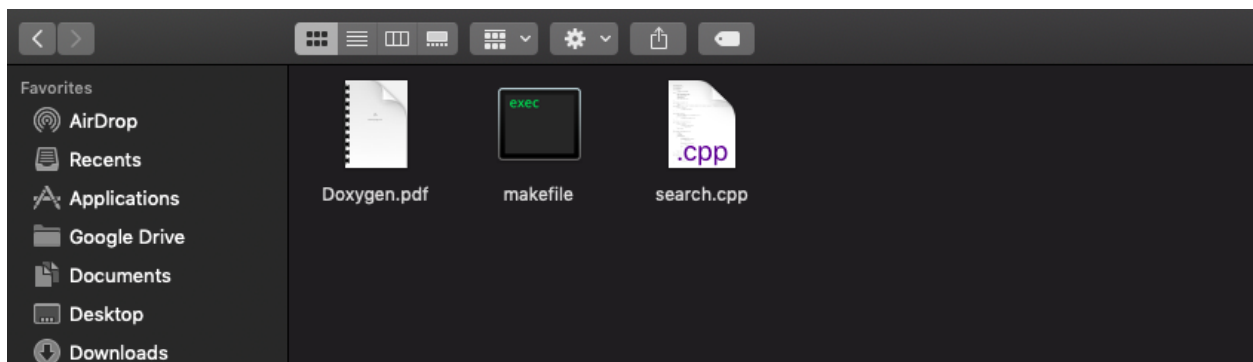 Favorites
AirDrop
Recents
Applications
Google Drive
Documents
Desktop
Downloads
exec
.cpp
Doxygen.pdf
makefile
search.cpp